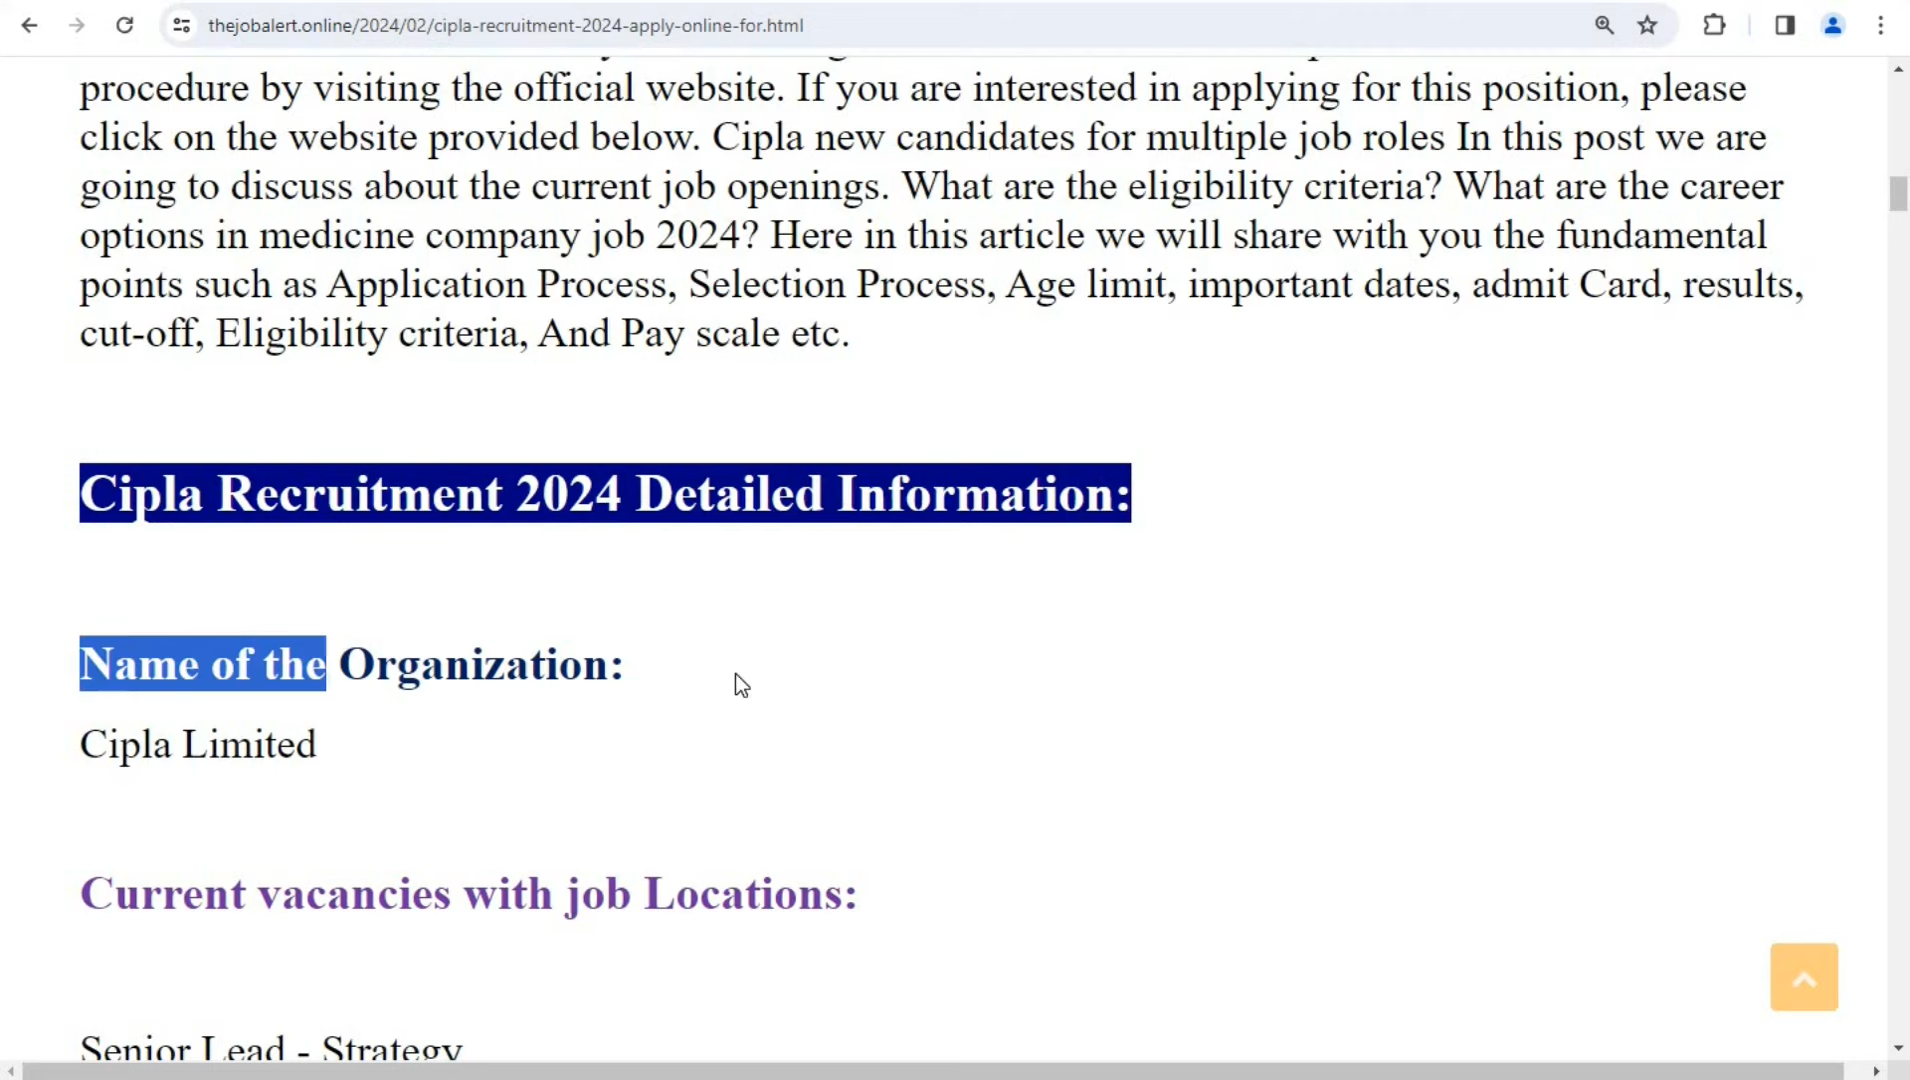 thejobalert.online/2024/02/cipla-recruitment-2024-apply-online-for.html
procedure by visiting the official website. If you are interested in applying for this position, please
click on the website provided below. Cipla new candidates for multiple job roles In this post we are
going to discuss about the current job openings. What are the eligibility criteria? What are the career
options in medicine company job 2024? Here in this article we will share with you the fundamental
points such as Application Process, Selection Process, Age limit, important dates, admit Card, results,
cut-off, Eligibility criteria, And Pay scale etc.
Cipla Recruitment 2024 Detailed Information:
Name of the Organization:
Cipla Limited
Current vacancies with job Locations:
Senior Lead - Strategy